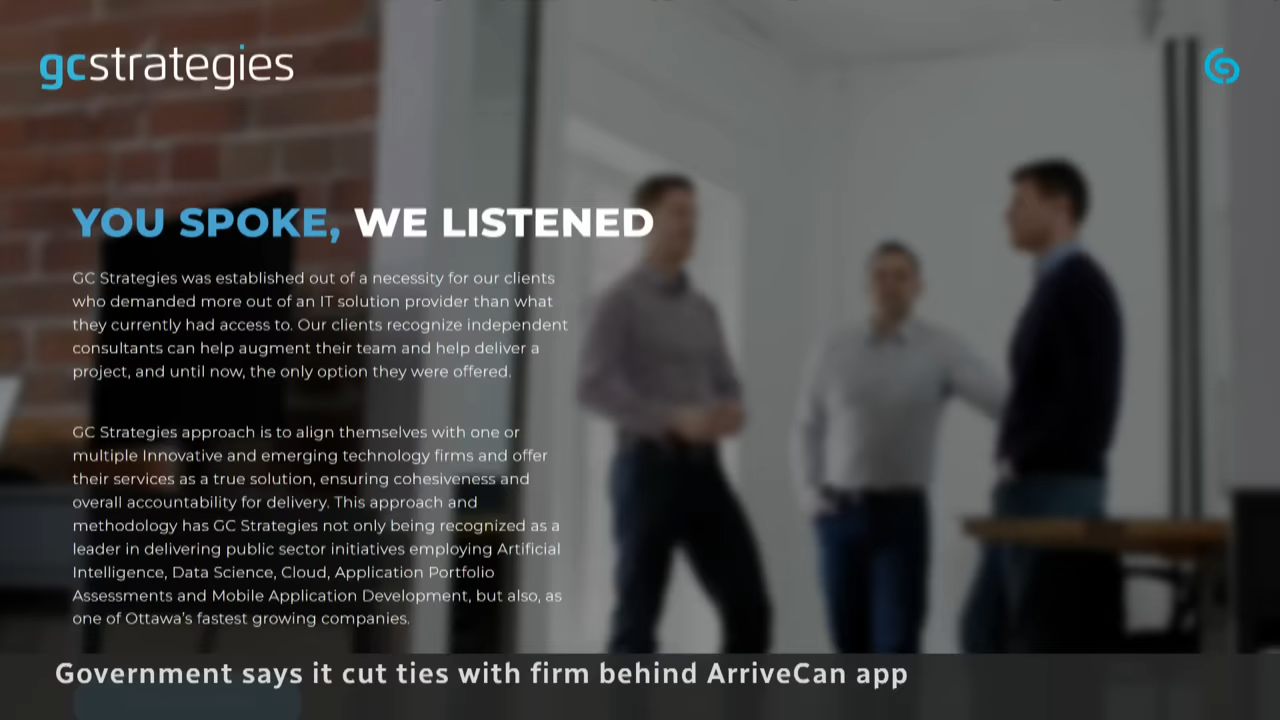 gcstrategies
YOU SPOKE, WE LISTENED
GC Strategies was established out of a necessity for our clients
who demanded more out of an IT solution provider than what
they currently had access to. Our clients recognize independent
consultants can help augment their team and help deliver a
project, and until now, the only option they were offered.
GC Strategies approach is to align themselves with one or
multiple Innovative and emerging technology firms and offer
their services as a true solution, ensuring cohesiveness and
overall accountability for delivery. This approach and
methodology has GC Strategies not only being recognized as a
leader in delivering public sector initiatives employing Artificial
Intelligence, Data Science, Cloud, Application Portfolio
Assessments and Mobile Application Development, but also, as
one of Ottawa's fastest growing companies.
Government says it cut ties with firm behind ArriveCan app